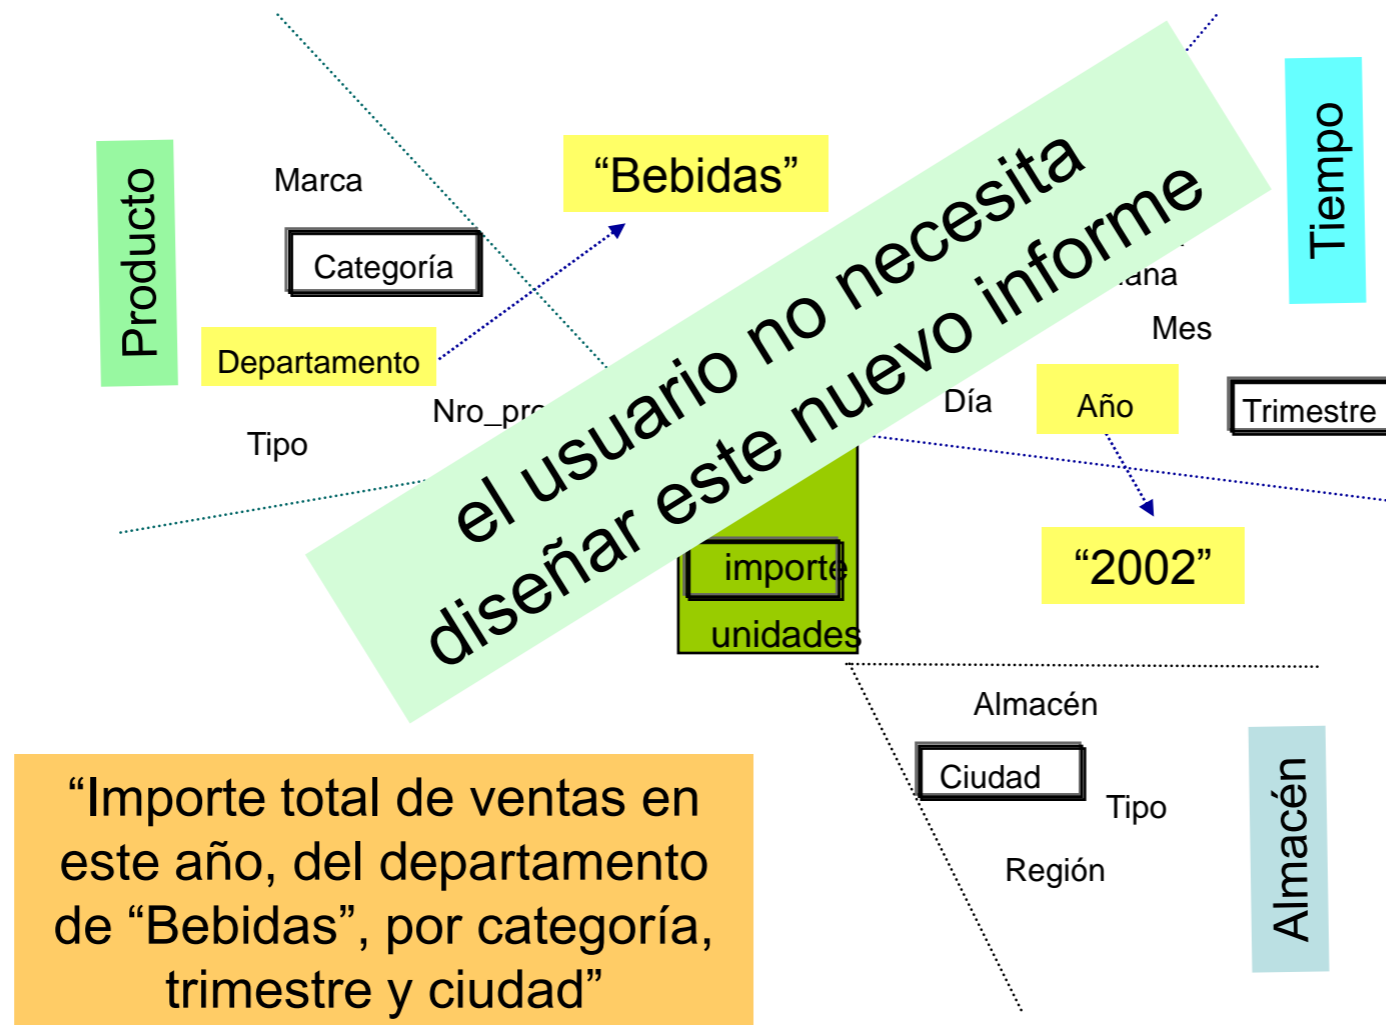 Producto
Marca
Categoría
Departamento
Tipo
“Bebidas”
el usuario no necesita
diseñar este nuevo informe
Tiempo
Mes
Día
Año
Trimestre
“2002”
importe
unidades
Almacén
Ciudad
Tipo
Región
Almacén
“Importe total de ventas en
este año, del departamento
de “Bebidas”, por categoría,
trimestre y ciudad”